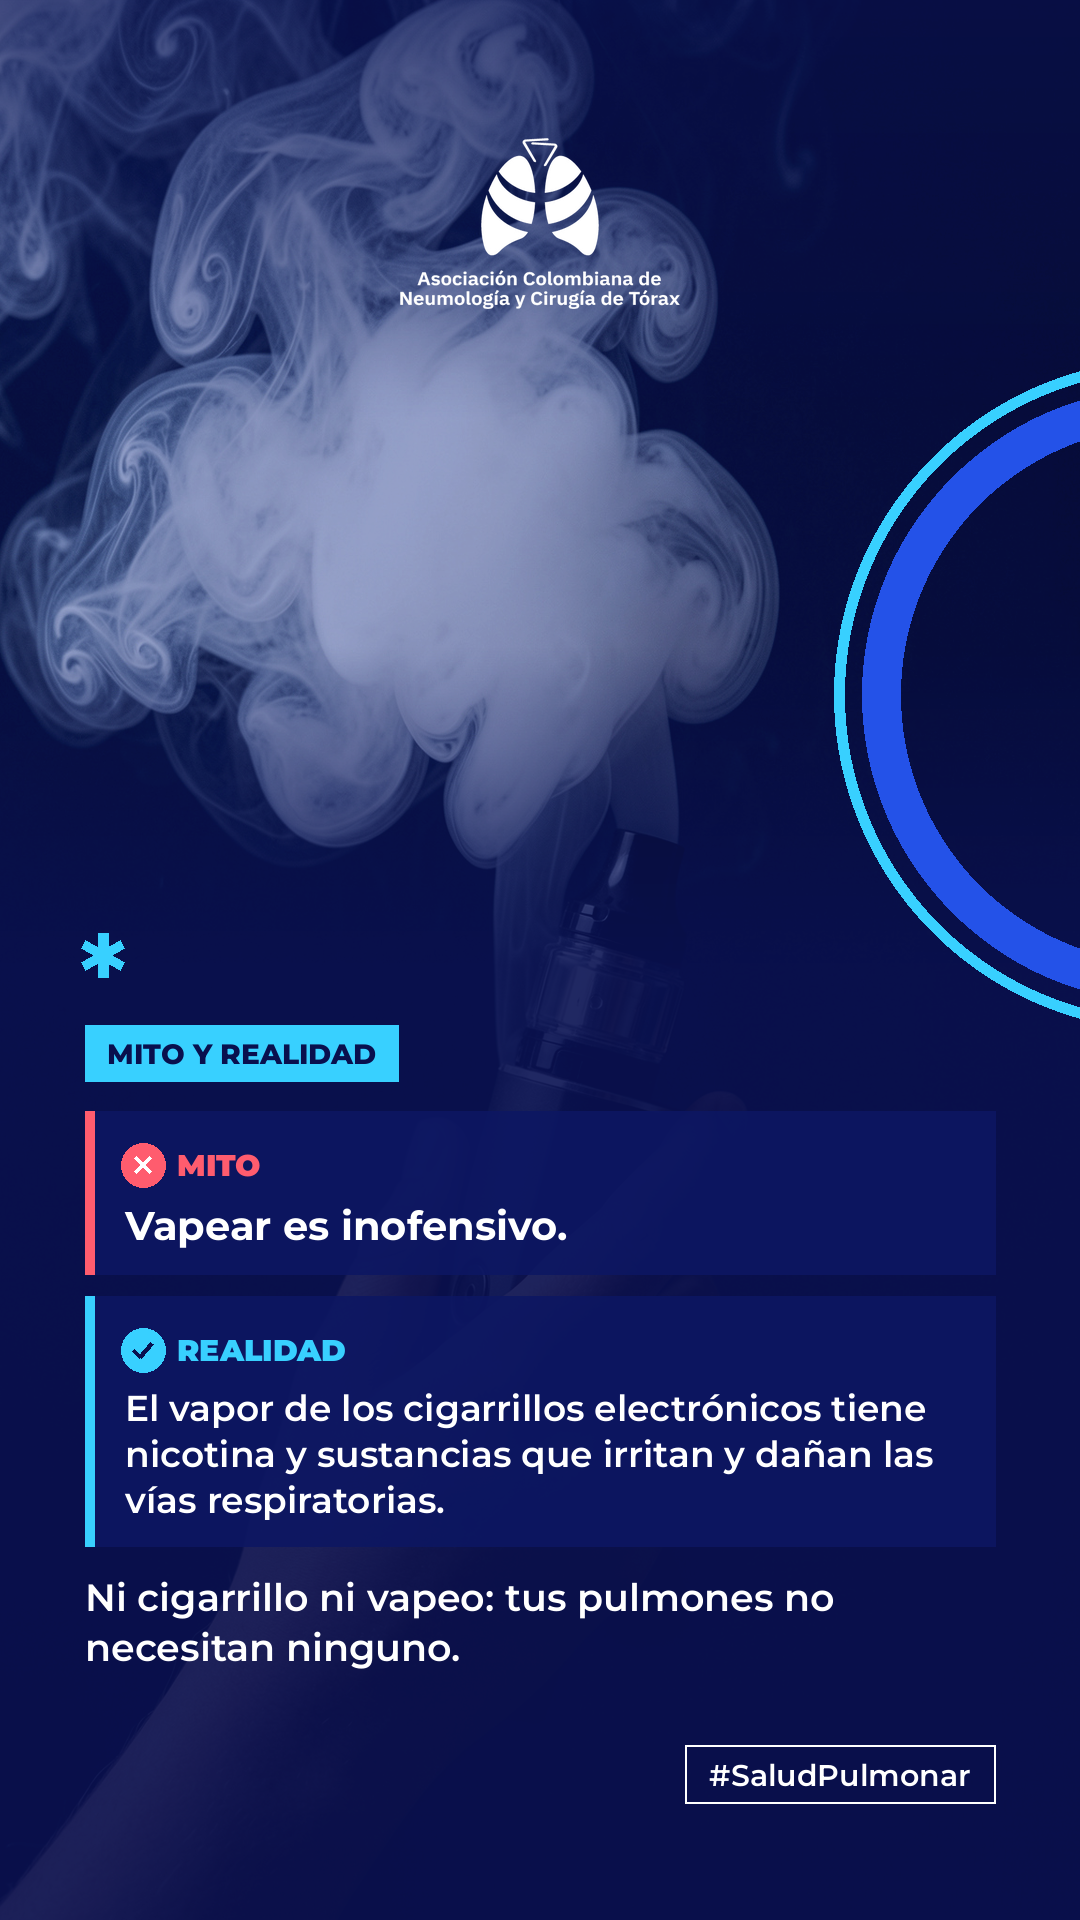 Asociación Colombiana de
Neumología y Cirugía de Tórax
MITO Y REALIDAD
MITO
Vapear es inofensivo.
REALIDAD
El vapor de los cigarrillos electrónicos tiene
nicotina y sustancias que irritan y dañan las
vías respiratorias.
Ni cigarrillo ni vapeo: tus pulmones no
necesitan ninguno.
#SaludPulmonar